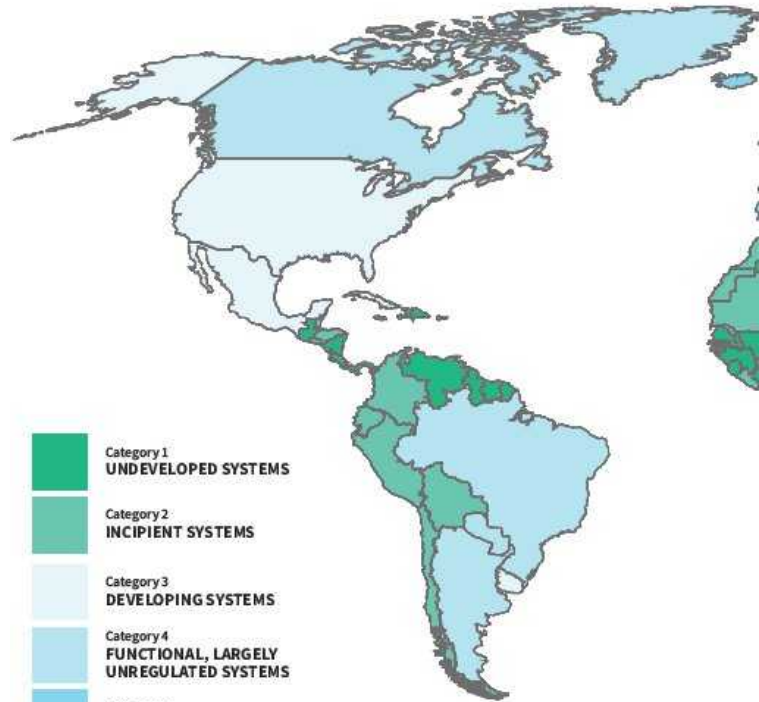 Category 1
UNDEVELOPED SYSTEMS
Category 2
INCIPIENT SYSTEMS
Category 3
DEVELOPING SYSTEMS
Category 4
FUNCTIONAL, LARGELY
UNREGULATED SYSTEMS